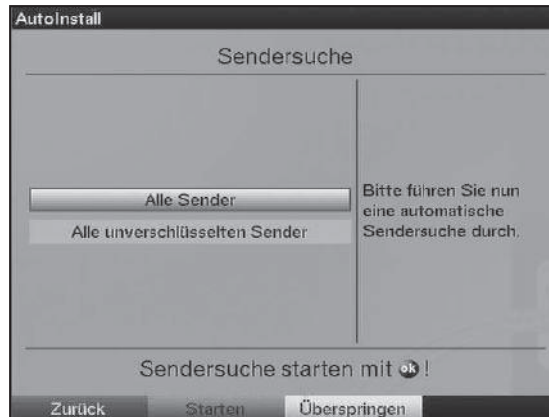 AutoInstall
Sendersuche
Alle Sender
Alle unverschlüsselten Sender
Bitte führen Sie nun
eine automatische
Sendersuche durch.
Sendersuche starten mit ok !
Zurück
Starten
Überspringen